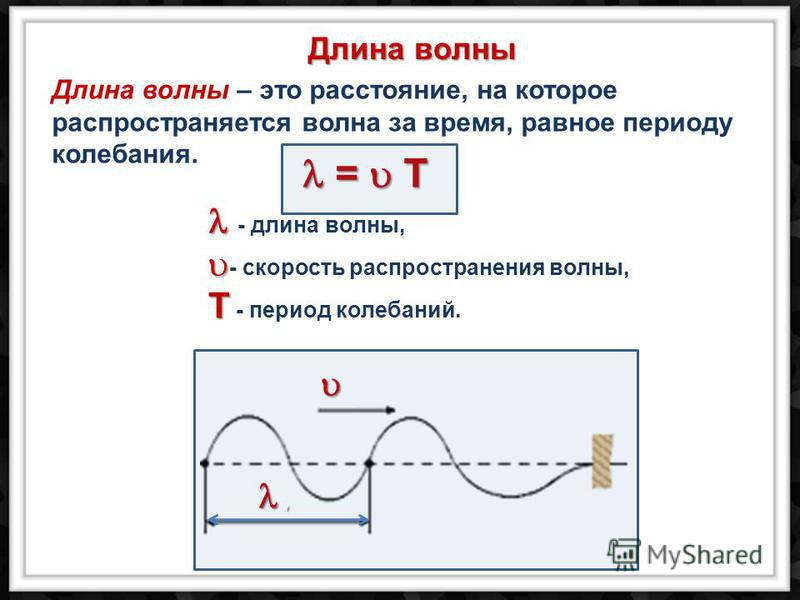 Длина волны
Длина волны – это расстояние, на которое
распространяется волна за время, равное периоду
колебания.
λ = υ T
λ - длина волны,
υ- скорость распространения волны,
T - период колебаний.
υ
λ
MyShared